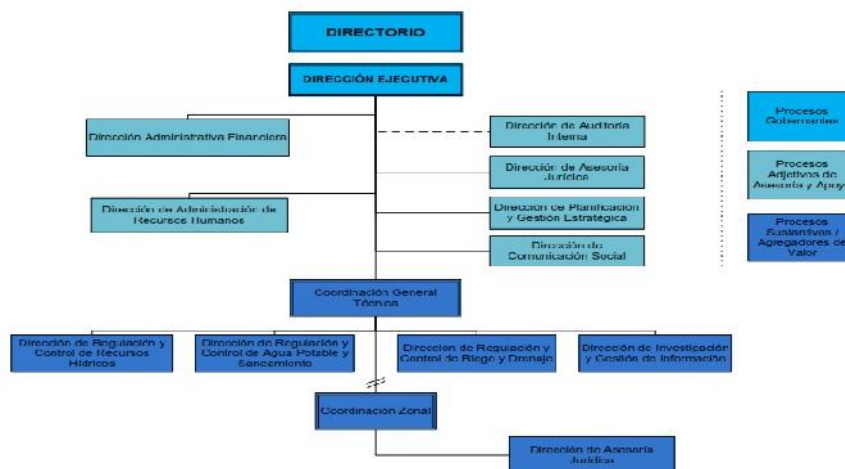 DIRECTORIO
DIRECCIÓN EJECUTIVA
Dirección Administrativa Financiera
Dirección de Auditoría
Interna
Dirección de Asesoría
Jurídica
Dirección de Administración de
Recursos Humanos
Dirección de Planificación
y Gestión Estratégica
Dirección de
Comunicación Social
Procesos
Gobernantes
Procesos
Adjetivos de
Asesoría y Apoyo
Procesos
Sustantivos /
Agregadores de
Valor
Coordinación General
Técnica
Dirección de Regulación y
Control de Recursos
Hídricos
Dirección de Regulación y
Control de Agua Potable y
Saneamiento
Dirección de Regulación y
Control de Riego y Drenaje
Dirección de Investigación
y Gestión de Información
Coordinación Zonal
Dirección de Asesoría
Jurídica